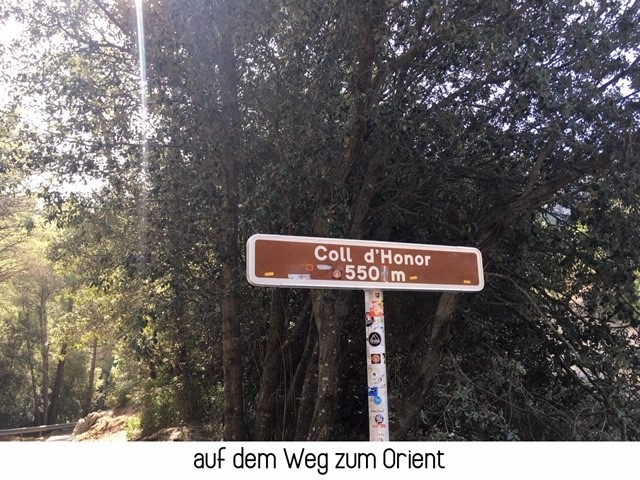 Coll d'Honor
550 m
auf dem Weg zum Orient